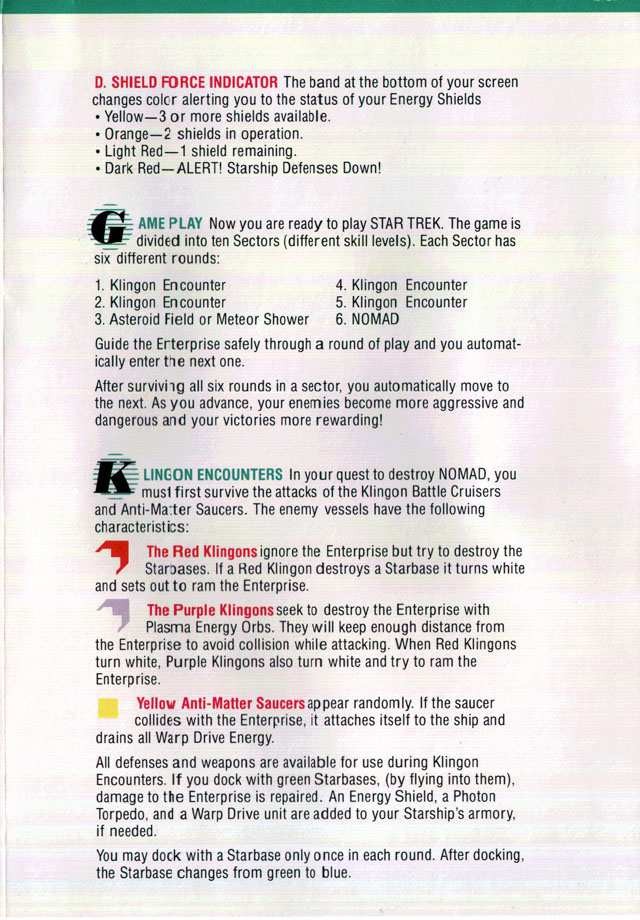 D. SHIELD FORCE INDICATOR The band at the bottom of your screen
changes color alerting you to the status of your Energy Shields
• Yellow—3 or more shields available.
• Orange—2 shields in operation.
• Light Red—1 shield remaining.
• Dark Red—ALERT! Starship Defenses Down!
GAME PLAY Now you are ready to play STAR TREK. The game is
divided into ten Sectors (different skill levels). Each Sector has
six different rounds:
1. Klingon Encounter
2. Klingon Encounter
3. Asteroid Field or Meteor Shower
4. Klingon Encounter
5. Klingon Encounter
6. NOMAD
Guide the Enterprise safely through a round of play and you automat-
ically enter the next one.
After surviving all six rounds in a sector, you automatically move to
the next. As you advance, your enemies become more aggressive and
dangerous and your victories more rewarding!
KLINGON ENCOUNTERS In your quest to destroy NOMAD, you
must first survive the attacks of the Klingon Battle Cruisers
and Anti-Matter Saucers. The enemy vessels have the following
characteristics:
The Red Klingons ignore the Enterprise but try to destroy the
Starbases. If a Red Klingon destroys a Starbase it turns white
and sets out to ram the Enterprise.
The Purple Klingons seek to destroy the Enterprise with
Plasma Energy Orbs. They will keep enough distance from
the Enterprise to avoid collision while attacking. When Red Klingons
turn white, Purple Klingons also turn white and try to ram the
Enterprise.
Yellow Anti-Matter Saucers appear randomly. If the saucer
collides with the Enterprise, it attaches itself to the ship and
drains all Warp Drive Energy.
All defenses and weapons are available for use during Klingon
Encounters. If you dock with green Starbases, (by flying into them),
damage to the Enterprise is repaired. An Energy Shield, a Photon
Torpedo, and a Warp Drive unit are added to your Starship's armory,
if needed.
You may dock with a Starbase only once in each round. After docking,
the Starbase changes from green to blue.